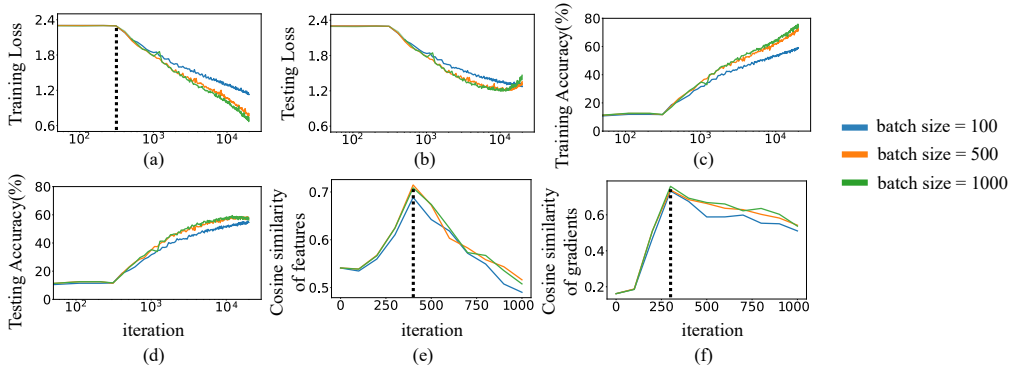 Training Loss
2.4
1.8
1.2
0.6
10² 10³ 10⁴
(a)
Testing Loss
2.4
1.8
1.2
0.6
10² 10³ 10⁴
(b)
Training Accuracy(%)
80
60
40
20
0
10² 10³ 10⁴
(c)
batch size = 100
batch size = 500
batch size = 1000
Testing Accuracy(%)
80
60
40
20
0
10² 10³ 10⁴
iteration
(d)
Cosine similarity
of features
0.7
0.6
0.5
0 250 500 750 1000
iteration
(e)
Cosine similarity
of gradients
0.6
0.4
0.2
0 250 500 750 1000
iteration
(f)